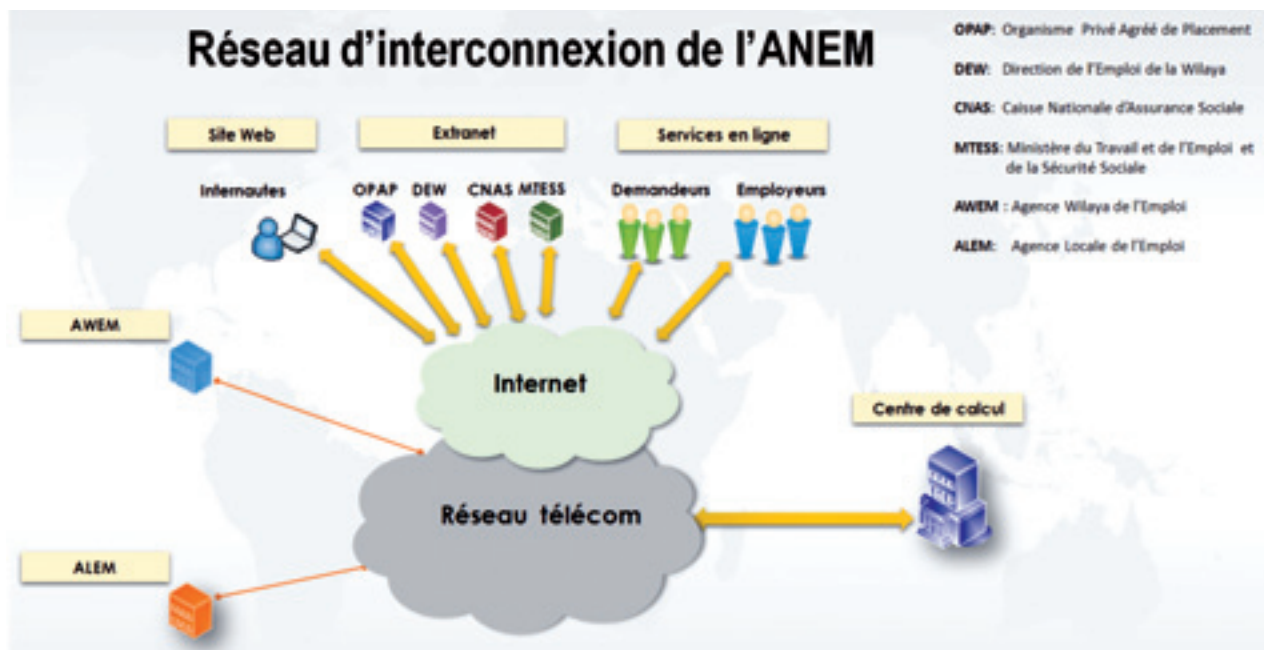 Réseau d'interconnexion de l'ANEM
OPAP: Organisme Privé Agréé de Placement
DEW: Direction de l'Emploi de la Wilaya
CNAS: Caisse Nationale d'Assurance Sociale
MTESS: Ministère du Travail et de l'Emploi et
de la Sécurité Sociale
AWEM : Agence Wilaya de l'Emploi
ALEM: Agence Locale de l'Emploi
Site Web
Extranet
Services en ligne
Internautes
OPAP DEW CNAS MTESS
Demandeurs Employeurs
AWEM
Internet
Centre de calcul
Réseau télécom
ALEM